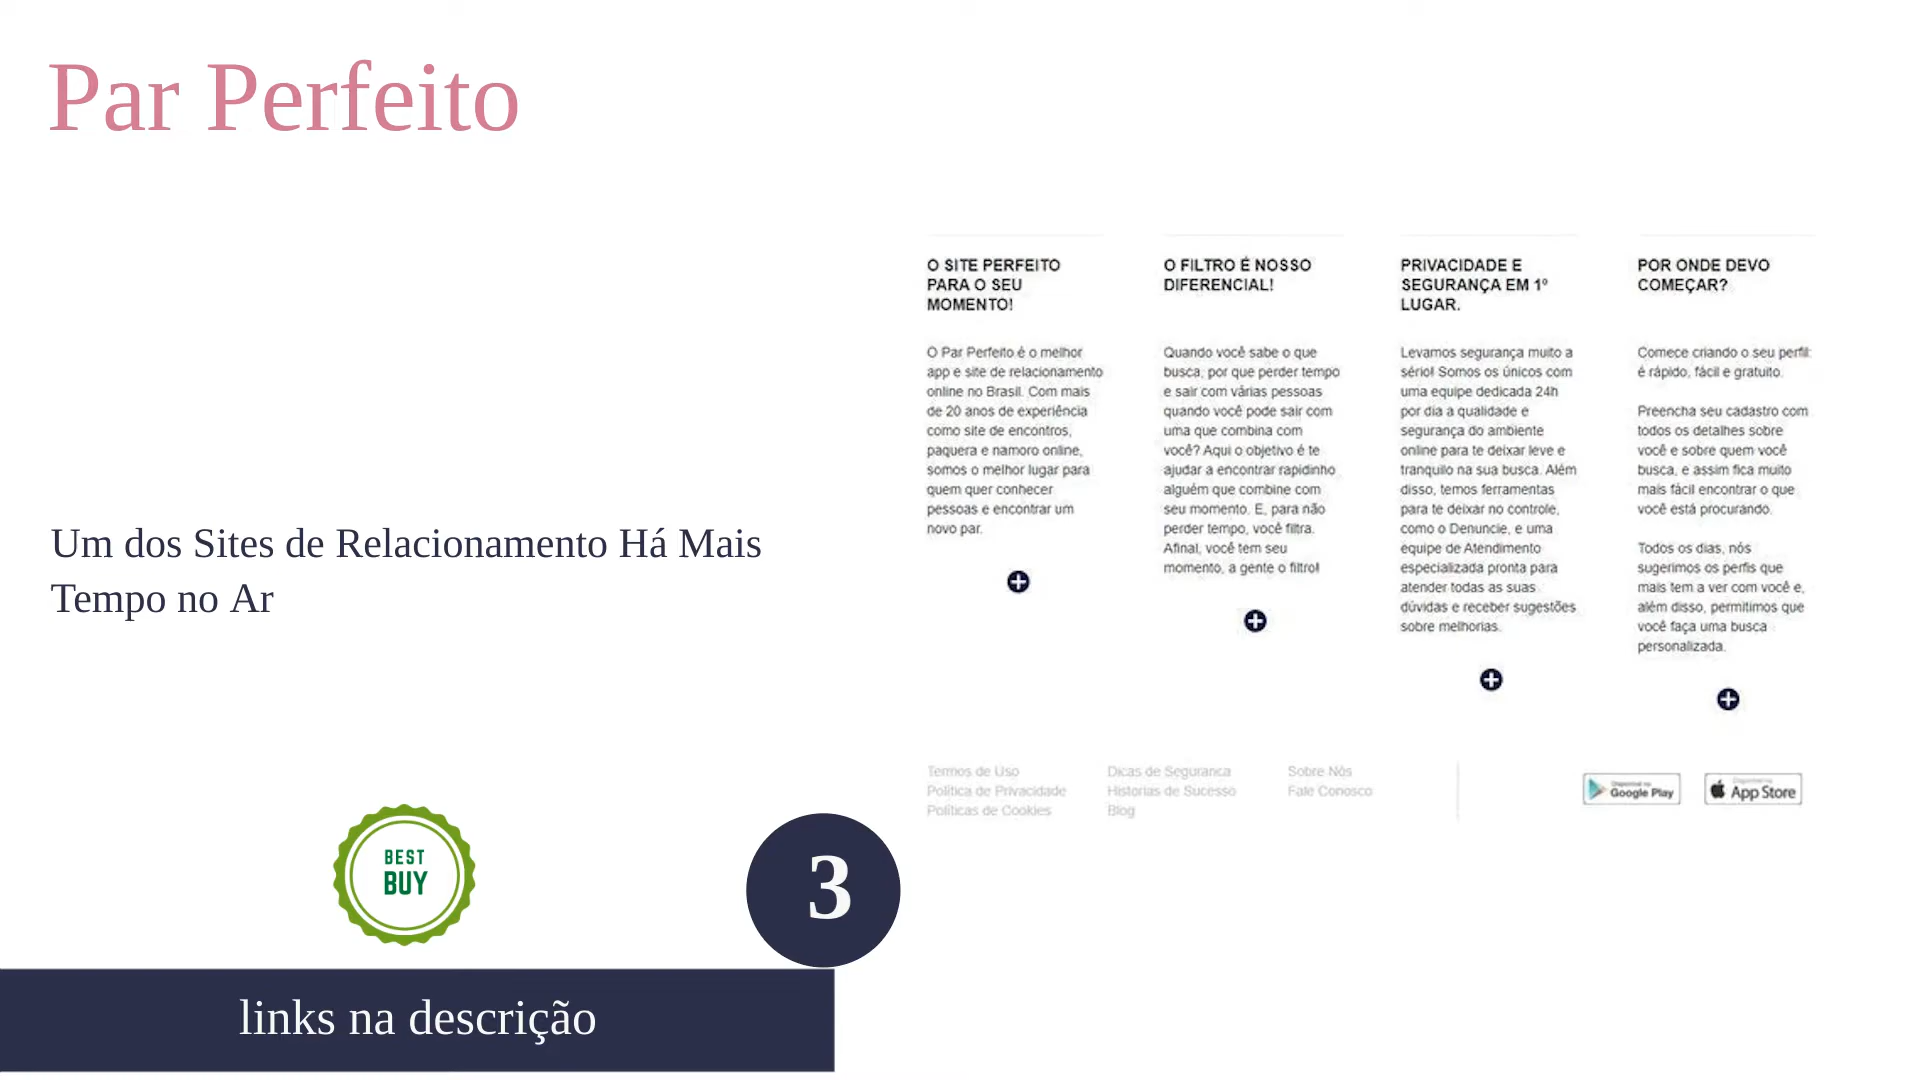 Par Perfeito
Um dos Sites de Relacionamento Há Mais
Tempo no Ar
BEST
BUY
3
links na descrição
O SITE PERFEITO
PARA O SEU
MOMENTO!
O Par Perfeito é o melhor
app e site de relacionamento
online no Brasil. Com mais
de 20 anos de experiência
como site de encontros,
paquera e namoro online,
somos o melhor lugar para
quem quer conhecer
pessoas e encontrar um
novo par.
O FILTRO É NOSSO
DIFERENCIAL!
Quando você sabe o que
busca, por que perder tempo
e sair com várias pessoas
quando você pode sair com
uma que combina com
você? Aqui o objetivo é te
ajudar a encontrar rapidinho
alguém que combine com
seu momento. E, para não
perder tempo, você filtra.
Afinal, você tem seu
momento, a gente o filtro!
PRIVACIDADE E
SEGURANÇA EM 1º
LUGAR.
Levamos segurança muito a
sério! Somos os únicos com
uma equipe dedicada 24h
por dia a qualidade e
segurança do ambiente
online para te deixar leve e
tranquilo na sua busca. Além
disso, temos ferramentas
para te deixar no controle,
como o Denuncie, e uma
equipe de Atendimento
especializada pronta para
atender todas as suas
dúvidas e receber sugestões
sobre melhorias.
POR ONDE DEVO
COMEÇAR?
Comece criando o seu perfil:
é rápido, fácil e gratuito.
Preencha seu cadastro com
todos os detalhes sobre
você e sobre quem você
busca, e assim fica muito
mais fácil encontrar o que
você está procurando.
Todos os dias, nós
sugerimos os perfis que
mais tem a ver com você e,
além disso, permitimos que
você faça uma busca
personalizada.
Termos de Uso
Política de Privacidade
Políticas de Cookies
Dicas de Seguranca
Historias de Sucesso
Blog
Sobre Nós
Fale Conosco
Disponível no
Google Play
Disponível na
App Store